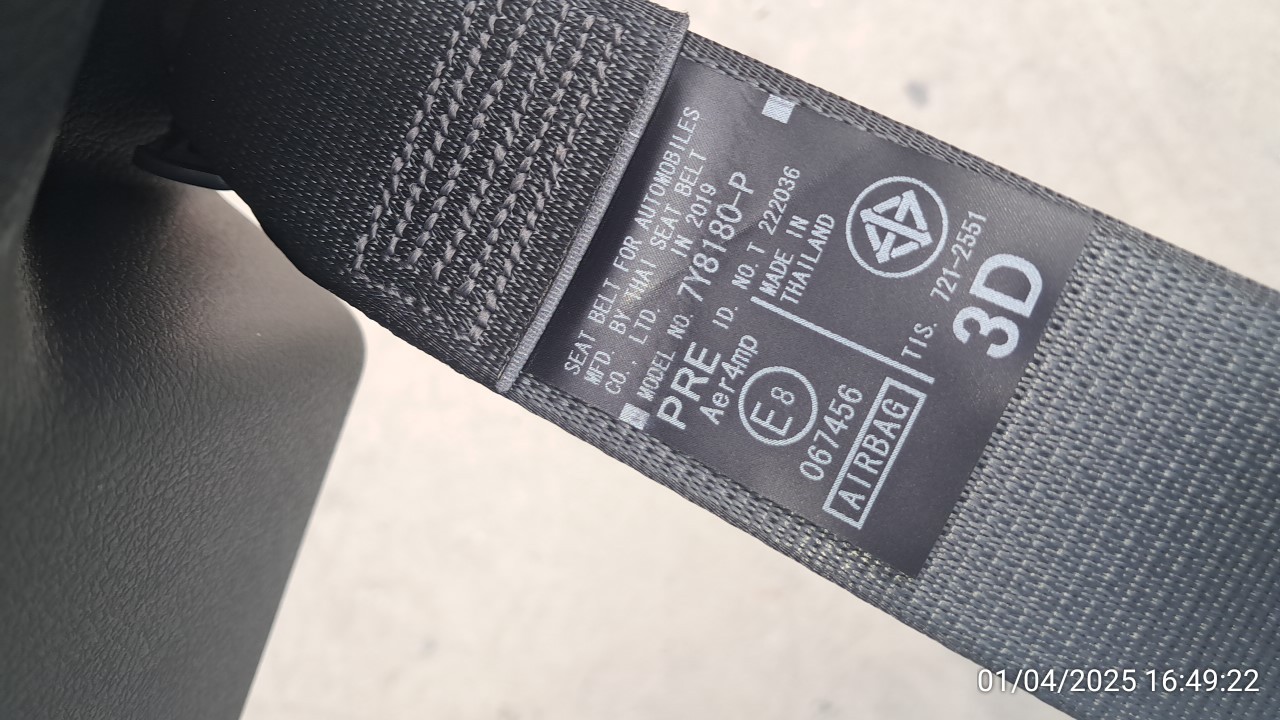 SEAT BELT FOR AUTOMOBILES
MFD. BY THAI SEAT BELT
CO., LTD. IN 2019
MODEL NO. 7Y8180-P
PRE ID. NO. T 222036
Aer4mp
MADE IN
THAILAND
E8
067456
AIRBAG
TIS. 721-2551
3D
01/04/2025 16:49:22